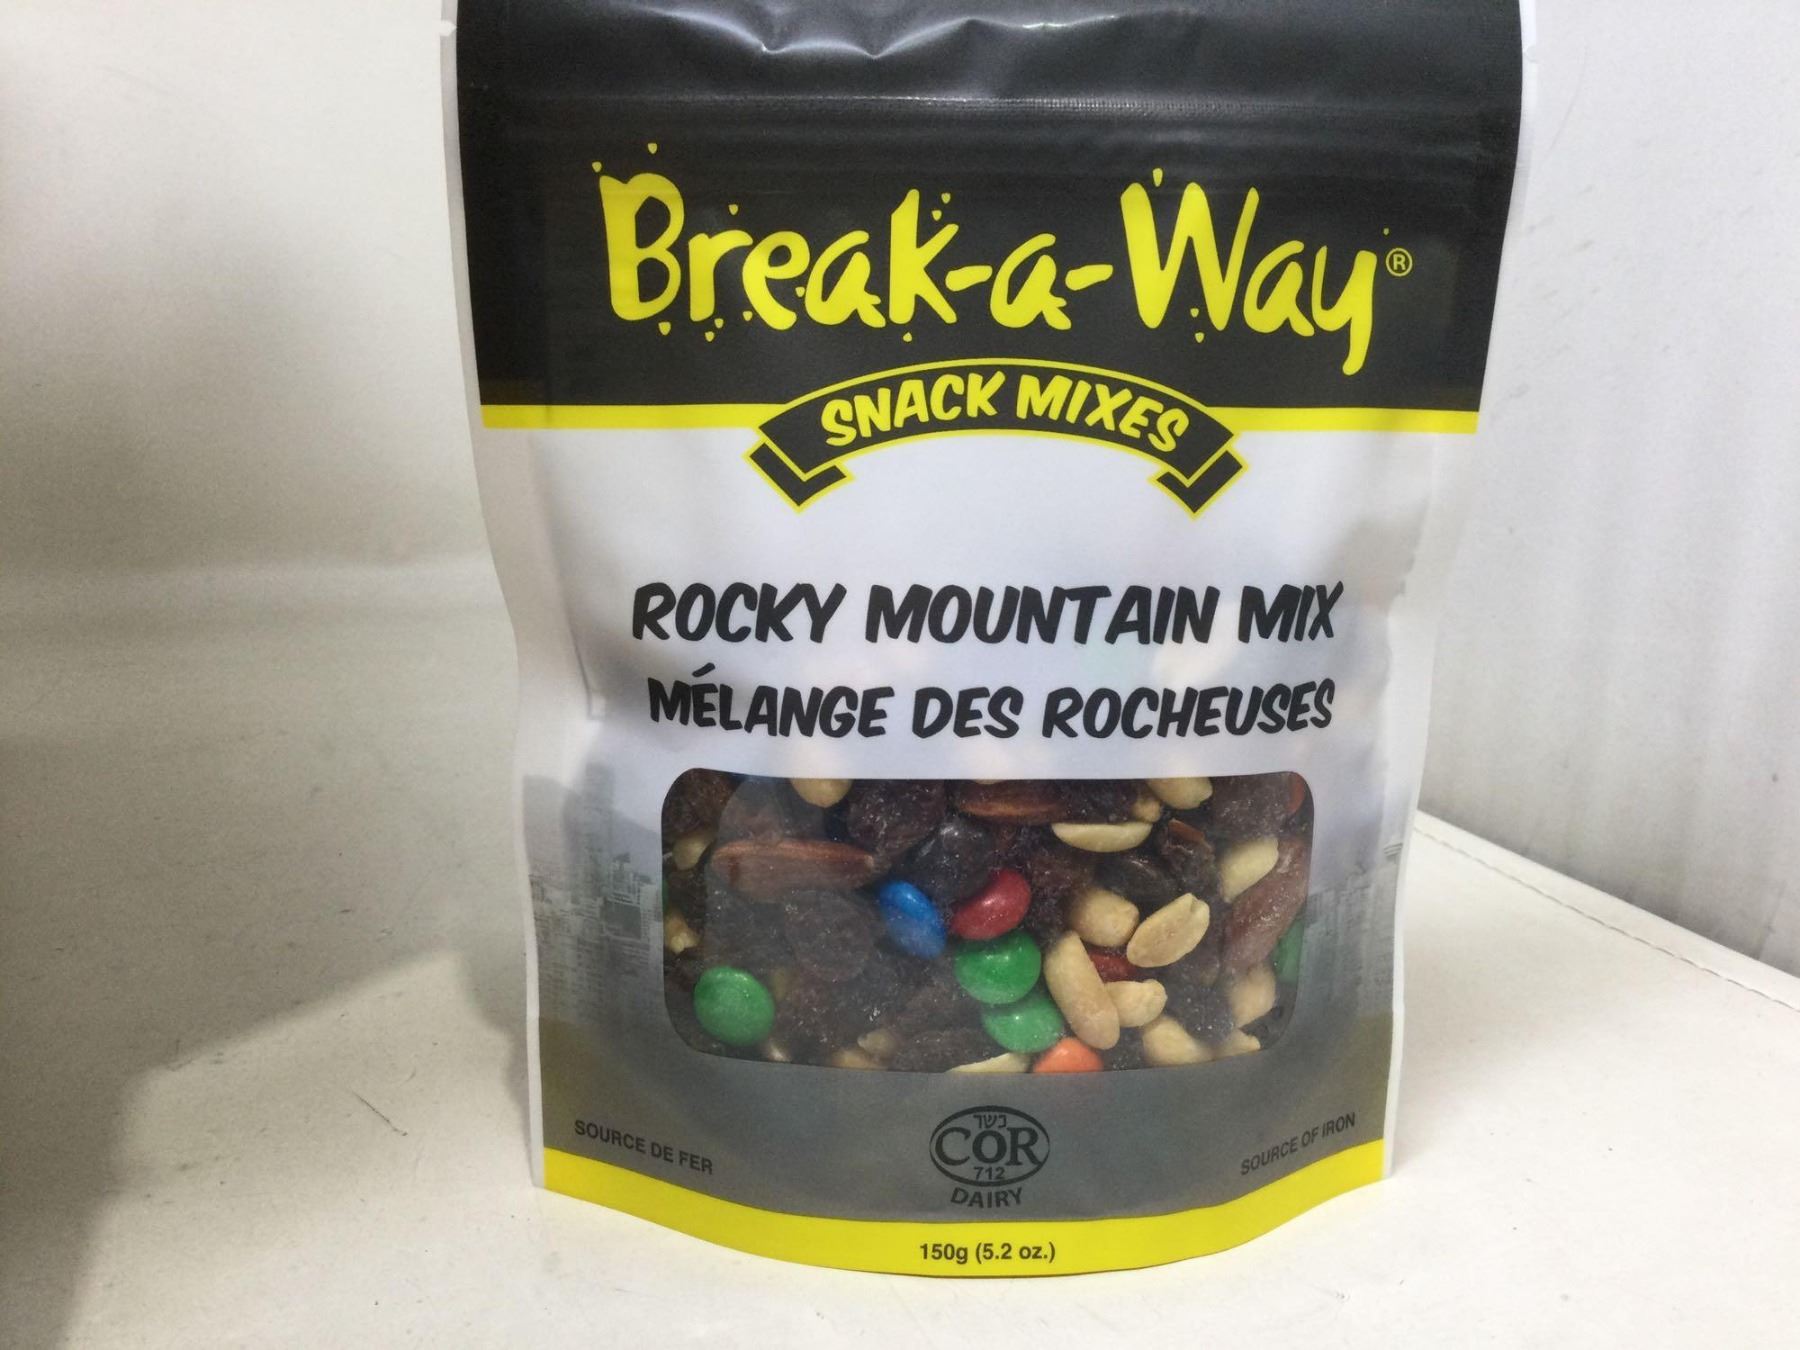 Break-a-Way®
SNACK MIXES
ROCKY MOUNTAIN MIX
MÉLANGE DES ROCHEUSES
SOURCE DE FER
כשר
COR
712
DAIRY
SOURCE OF IRON
150g (5.2 oz.)